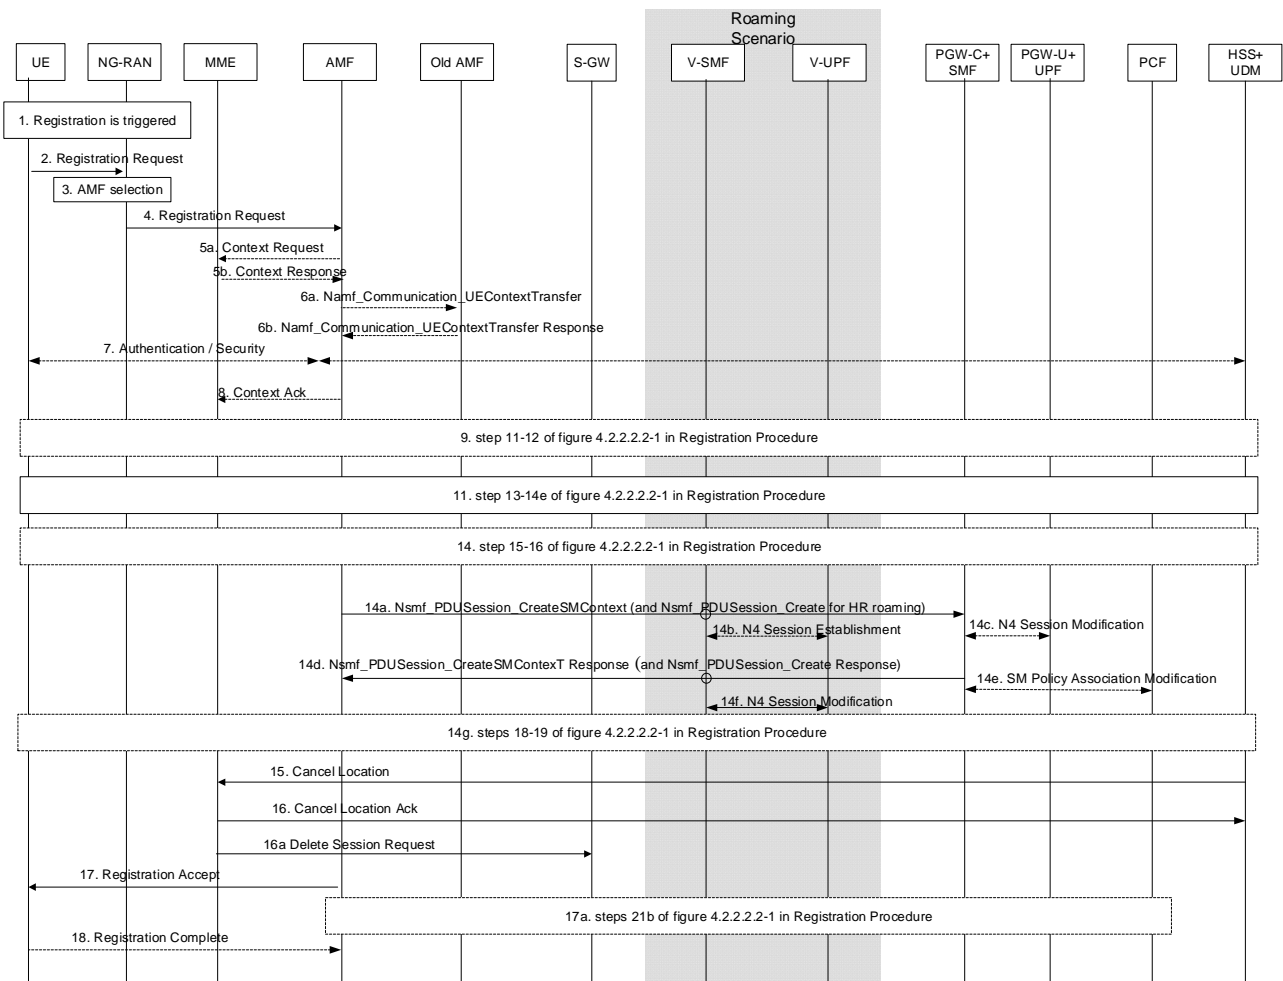 Roaming
Scenario
UE
NG-RAN
MME
AMF
Old AMF
S-GW
V-SMF
V-UPF
PGW-C+
SMF
PGW-U+
UPF
PCF
HSS+
UDM
1. Registration is triggered
2. Registration Request
3. AMF selection
4. Registration Request
5a. Context Request
5b. Context Response
6a. Namf_Communication_UEContextTransfer
6b. Namf_Communication_UEContextTransfer Response
7. Authentication / Security
8. Context Ack
9. step 11-12 of figure 4.2.2.2.2-1 in Registration Procedure
11. step 13-14e of figure 4.2.2.2.2-1 in Registration Procedure
14. step 15-16 of figure 4.2.2.2.2-1 in Registration Procedure
14a. Nsmf_PDUSession_CreateSMContext (and Nsmf_PDUSession_Create for HR roaming)
14b. N4 Session Establishment
14c. N4 Session Modification
14d. Nsmf_PDUSession_CreateSMContexT Response (and Nsmf_PDUSession_Create Response)
14e. SM Policy Association Modification
14f. N4 Session Modification
14g. steps 18-19 of figure 4.2.2.2.2-1 in Registration Procedure
15. Cancel Location
16. Cancel Location Ack
16a Delete Session Request
17. Registration Accept
17a. steps 21b of figure 4.2.2.2.2-1 in Registration Procedure
18. Registration Complete